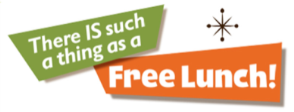 There IS such
a thing as a
Free Lunch!